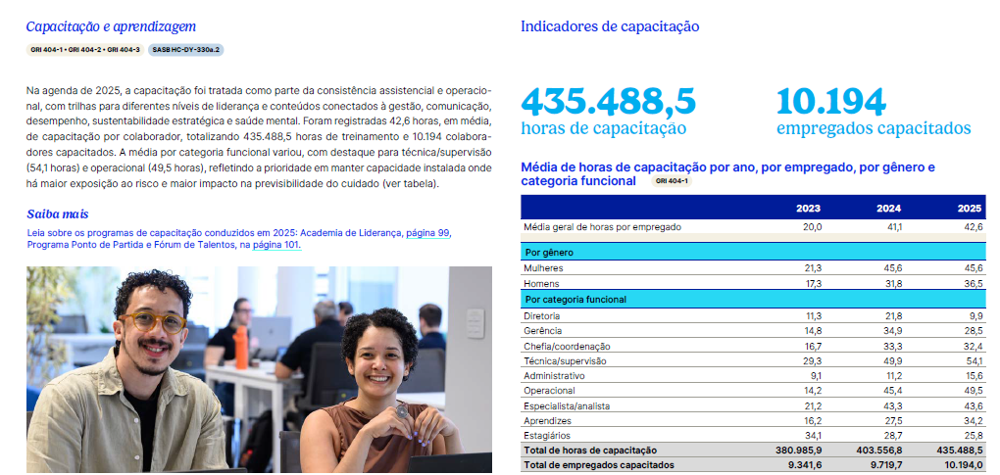 Capacitação e aprendizagem
GRI 404-1 • GRI 404-2 • GRI 404-3 SASB HC-DY-330a.2
Na agenda de 2025, a capacitação foi tratada como parte da consistência assistencial e operacio-
nal, com trilhas para diferentes níveis de liderança e conteúdos conectados à gestão, comunicação,
desempenho, sustentabilidade estratégica e saúde mental. Foram registradas 42,6 horas, em média,
de capacitação por colaborador, totalizando 435.488,5 horas de treinamento e 10.194 colabora-
dores capacitados. A média por categoria funcional variou, com destaque para técnica/supervisão
(54,1 horas) e operacional (49,5 horas), refletindo a prioridade em manter capacidade instalada onde
há maior exposição ao risco e maior impacto na previsibilidade do cuidado (ver tabela).
Saiba mais
Leia sobre os programas de capacitação conduzidos em 2025: Academia de Liderança, página 99,
Programa Ponto de Partida e Fórum de Talentos, na página 101.
Indicadores de capacitação
435.488,5
horas de capacitação
10.194
empregados capacitados
Média de horas de capacitação por ano, por empregado, por gênero e
categoria funcional GRI 404-1
2023 2024 2025
Média geral de horas por empregado 20,0 41,1 42,6
Por gênero
Mulheres 21,3 45,6 45,6
Homens 17,3 31,8 36,5
Por categoria funcional
Diretoria 11,3 21,8 9,9
Gerência 14,8 34,9 28,5
Chefia/coordenação 16,7 33,3 32,4
Técnica/supervisão 29,3 49,9 54,1
Administrativo 9,1 11,2 15,6
Operacional 14,2 45,4 49,5
Especialista/analista 21,2 43,3 43,6
Aprendizes 16,2 27,5 34,2
Estagiários 34,1 28,7 25,8
Total de horas de capacitação 380.985,9 403.556,8 435.488,5
Total de empregados capacitados 9.341,6 9.719,7 10.194,0